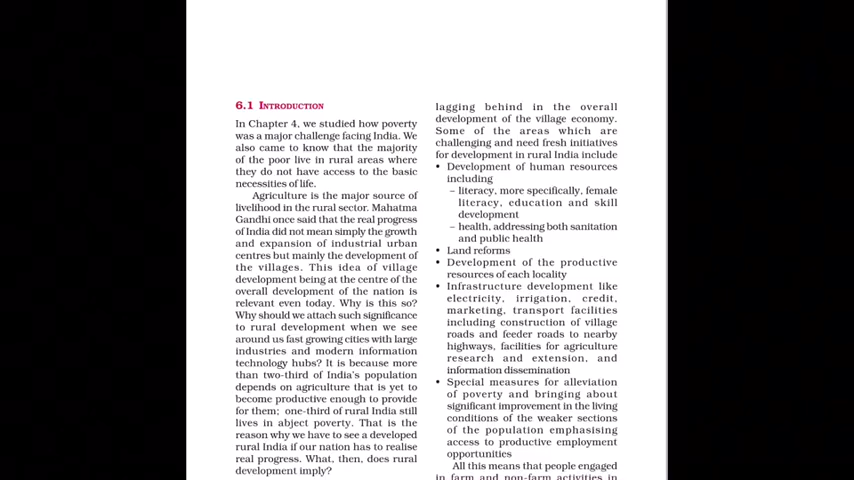 6.1 INTRODUCTION
In Chapter 4, we studied how poverty
was a major challenge facing India. We
also came to know that the majority
of the poor live in rural areas where
they do not have access to the basic
necessities of life.
Agriculture is the major source of
livelihood in the rural sector. Mahatma
Gandhi once said that the real progress
of India did not mean simply the growth
and expansion of industrial urban
centres but mainly the development of
the villages. This idea of village
development being at the centre of the
overall development of the nation is
relevant even today. Why is this so?
Why should we attach such significance
to rural development when we see
around us fast growing cities with large
industries and modern information
technology hubs? It is because more
than two-third of India's population
depends on agriculture that is yet to
become productive enough to provide
for them; one-third of rural India still
lives in abject poverty. That is the
reason why we have to see a developed
rural India if our nation has to realise
real progress. What, then, does rural
development imply?
lagging behind in the overall
development of the village economy.
Some of the areas which are
challenging and need fresh initiatives
for development in rural India include
• Development of human resources
including
– literacy, more specifically, female
literacy, education and skill
development
– health, addressing both sanitation
and public health
• Land reforms
• Development of the productive
resources of each locality
• Infrastructure development like
electricity, irrigation, credit,
marketing, transport facilities
including construction of village
roads and feeder roads to nearby
highways, facilities for agriculture
research and extension, and
information dissemination
• Special measures for alleviation
of poverty and bringing about
significant improvement in the living
conditions of the weaker sections
of the population emphasising
access to productive employment
opportunities
All this means that people engaged
in farm and non-farm activities in